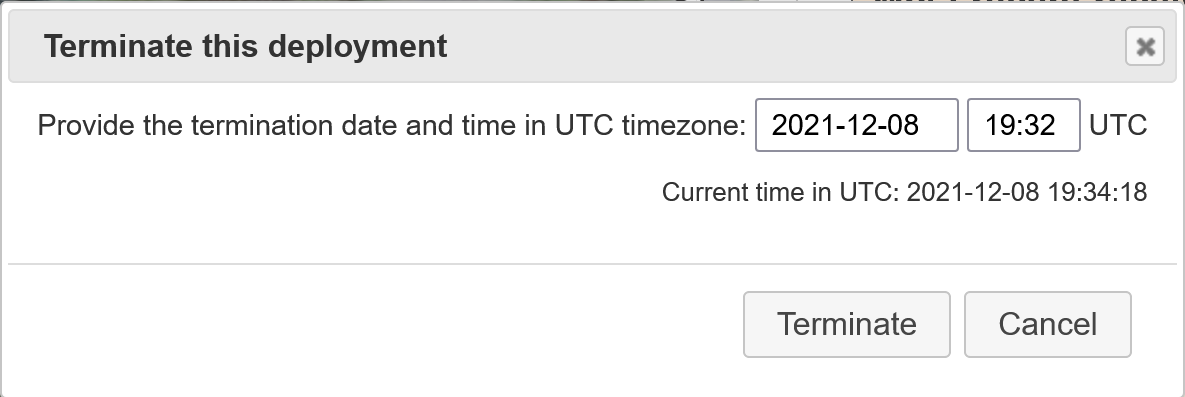 Terminate this deployment
Provide the termination date and time in UTC timezone: 2021-12-08 19:32 UTC
Current time in UTC: 2021-12-08 19:34:18
Terminate Cancel